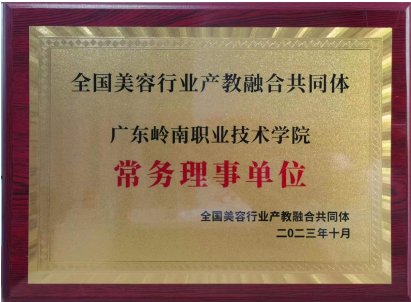 全国美容行业产教融合共同体
广东岭南职业技术学院
常务理事单位
全国美容行业产教融合共同体
二〇二三年十月